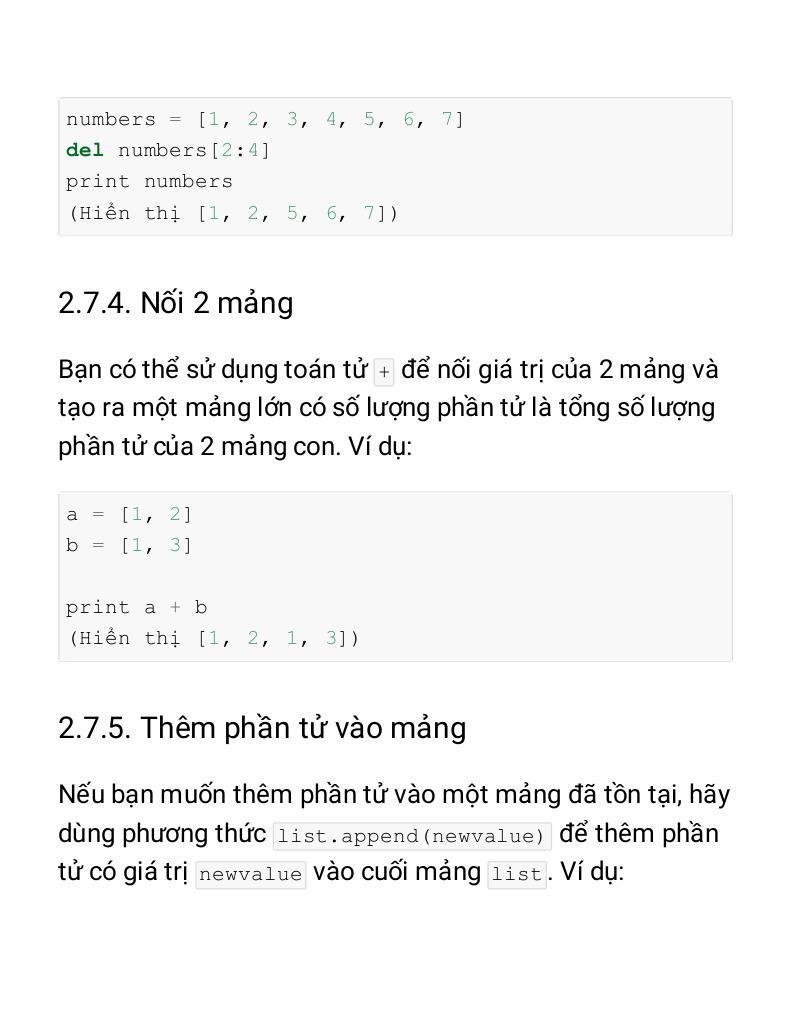 numbers = [1, 2, 3, 4, 5, 6, 7]
del numbers[2:4]
print numbers
(Hiển thị [1, 2, 5, 6, 7])
2.7.4. Nối 2 mảng
Bạn có thể sử dụng toán tử + để nối giá trị của 2 mảng và
tạo ra một mảng lớn có số lượng phần tử là tổng số lượng
phần tử của 2 mảng con. Ví dụ:
a = [1, 2]
b = [1, 3]
print a + b
(Hiển thị [1, 2, 1, 3])
2.7.5. Thêm phần tử vào mảng
Nếu bạn muốn thêm phần tử vào một mảng đã tồn tại, hãy
dùng phương thức list.append(newvalue) để thêm phần
tử có giá trị newvalue vào cuối mảng list. Ví dụ: